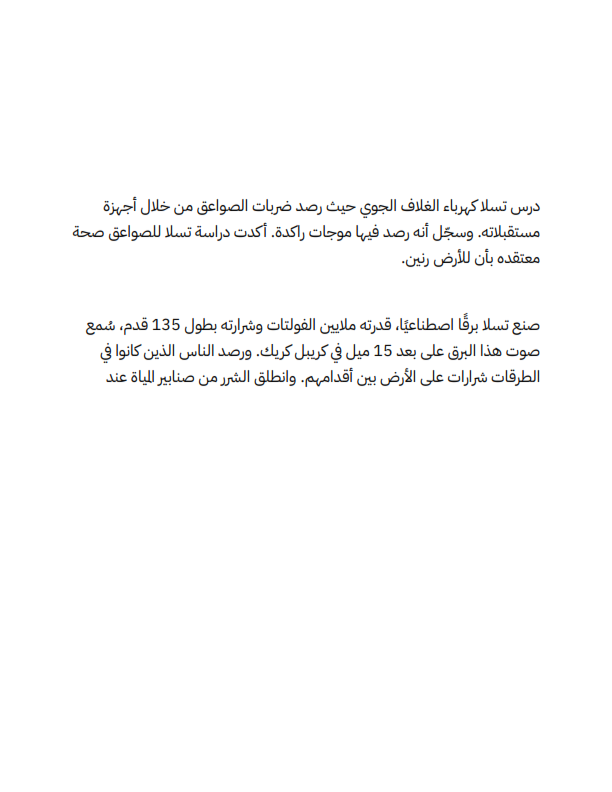 درس تسلا كهرباء الغلاف الجوي حيث رصد ضربات الصواعق من خلال أجهزة
مستقبلاته. وسجّل أنه رصد فيها موجات راكدة. أكدت دراسة تسلا للصواعق صحة
معتقده بأن للأرض رنين.
صنع تسلا برقًا اصطناعيًا، قدرته ملايين الفولتات وشرارته بطول 135 قدم، سُمع
صوت هذا البرق على بعد 15 ميل في كريبل كريك. ورصد الناس الذين كانوا في
الطرقات شرارات على الأرض بين أقدامهم. وانطلق الشرر من صنابير المياة عند